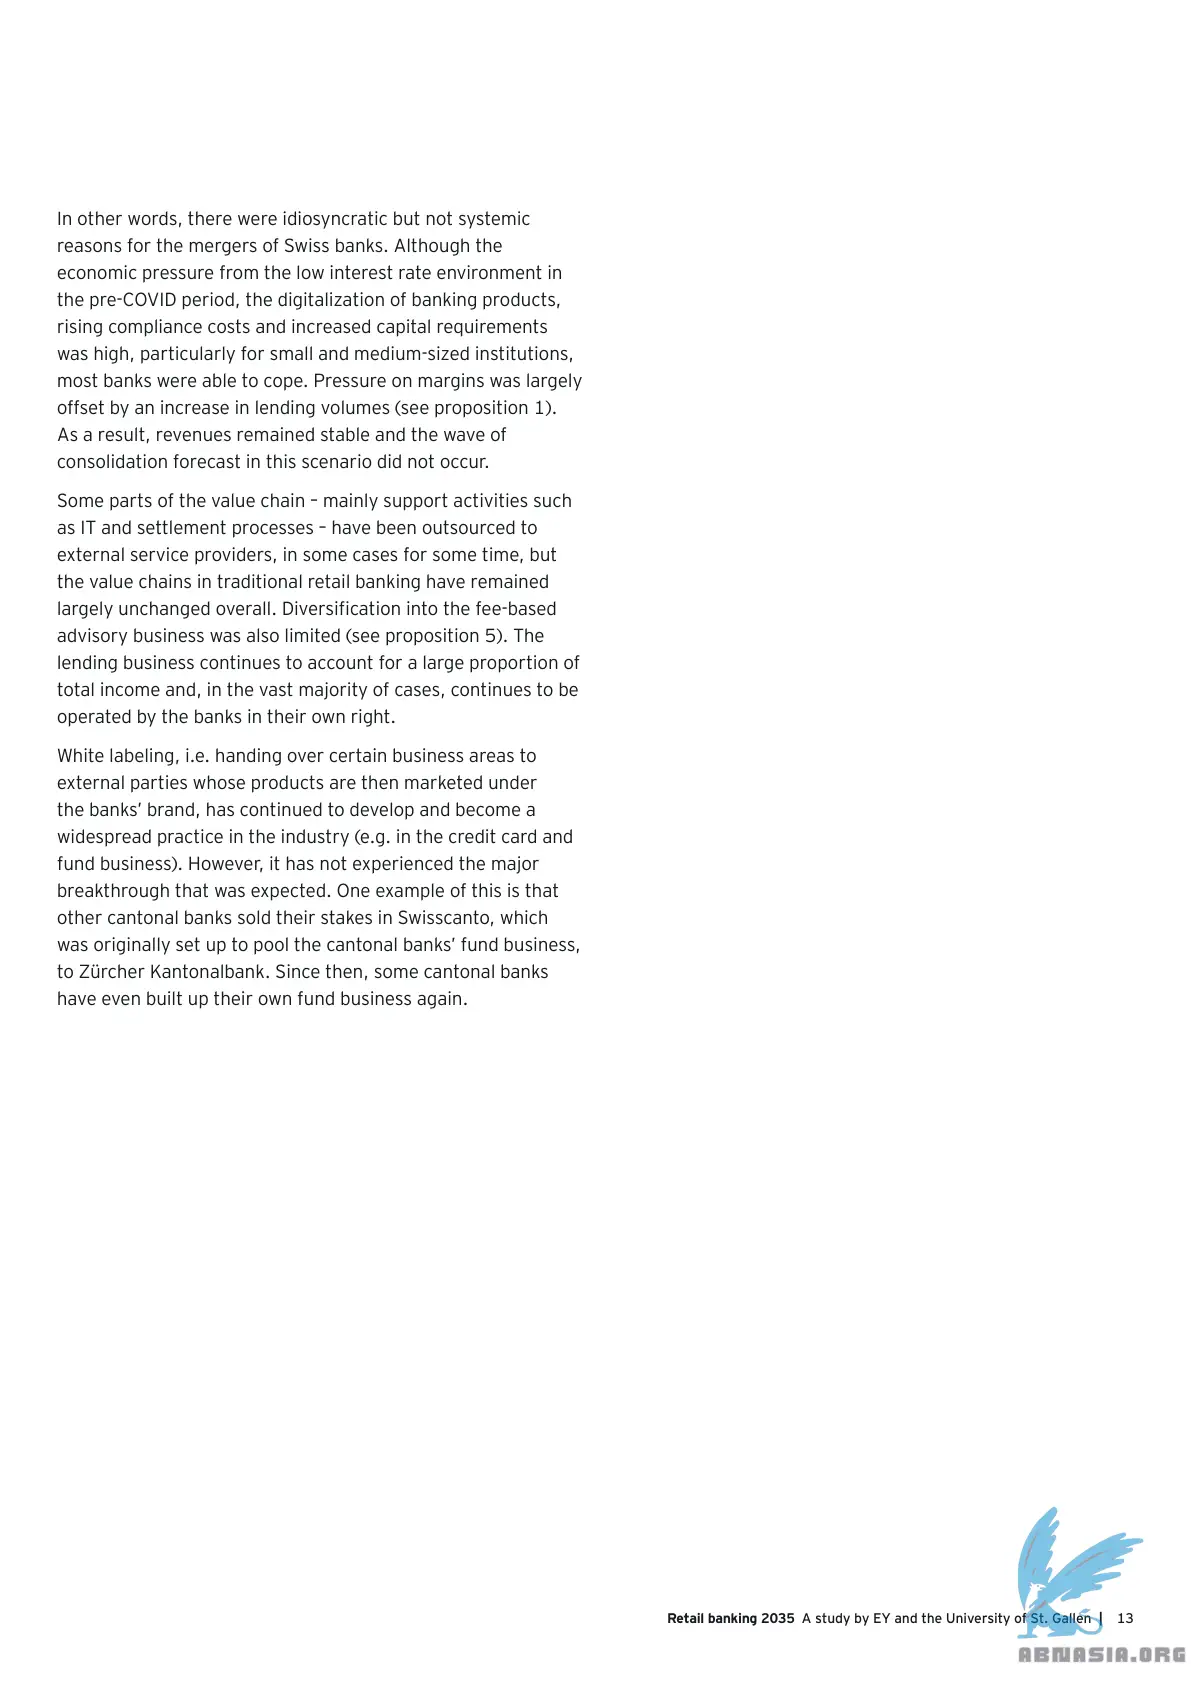 In other words, there were idiosyncratic but not systemic
reasons for the mergers of Swiss banks. Although the
economic pressure from the low interest rate environment in
the pre-COVID period, the digitalization of banking products,
rising compliance costs and increased capital requirements
was high, particularly for small and medium-sized institutions,
most banks were able to cope. Pressure on margins was largely
offset by an increase in lending volumes (see proposition 1).
As a result, revenues remained stable and the wave of
consolidation forecast in this scenario did not occur.
Some parts of the value chain – mainly support activities such
as IT and settlement processes – have been outsourced to
external service providers, in some cases for some time, but
the value chains in traditional retail banking have remained
largely unchanged overall. Diversification into the fee-based
advisory business was also limited (see proposition 5). The
lending business continues to account for a large proportion of
total income and, in the vast majority of cases, continues to be
operated by the banks in their own right.
White labeling, i.e. handing over certain business areas to
external parties whose products are then marketed under
the banks’ brand, has continued to develop and become a
widespread practice in the industry (e.g. in the credit card and
fund business). However, it has not experienced the major
breakthrough that was expected. One example of this is that
other cantonal banks sold their stakes in Swisscanto, which
was originally set up to pool the cantonal banks’ fund business,
to Zürcher Kantonalbank. Since then, some cantonal banks
have even built up their own fund business again.
Retail banking 2035 A study by EY and the University of St. Gallen | 13
ABNASIA.ORG